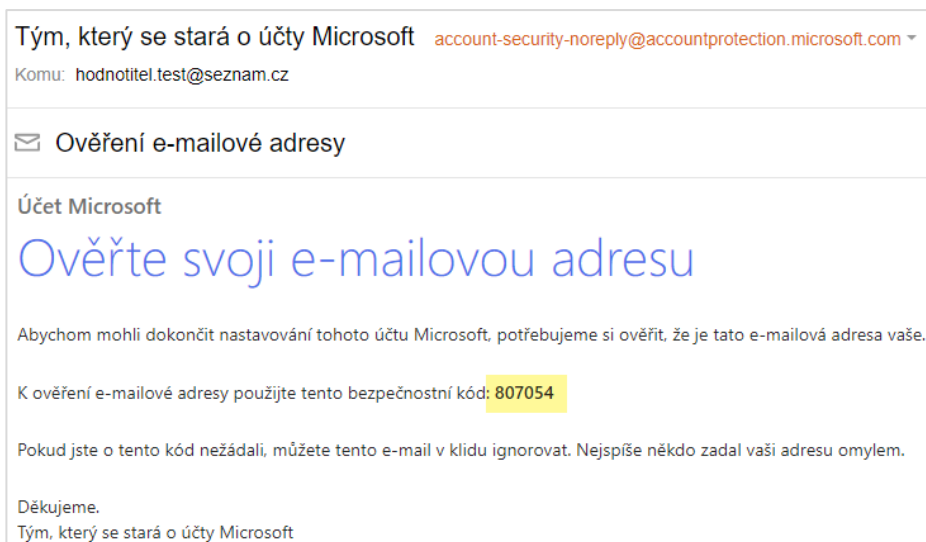 Tým, který se stará o účty Microsoft account-security-noreply@accountprotection.microsoft.com
Komu: hodnotitel.test@seznam.cz
Ověření e-mailové adresy
Účet Microsoft
Ověřte svoji e-mailovou adresu
Abychom mohli dokončit nastavování tohoto účtu Microsoft, potřebujeme si ověřit, že je tato e-mailová adresa vaše.
K ověření e-mailové adresy použijte tento bezpečnostní kód: 807054
Pokud jste o tento kód nežádali, můžete tento e-mail v klidu ignorovat. Nejspíše někdo zadal vaši adresu omylem.
Děkujeme.
Tým, který se stará o účty Microsoft